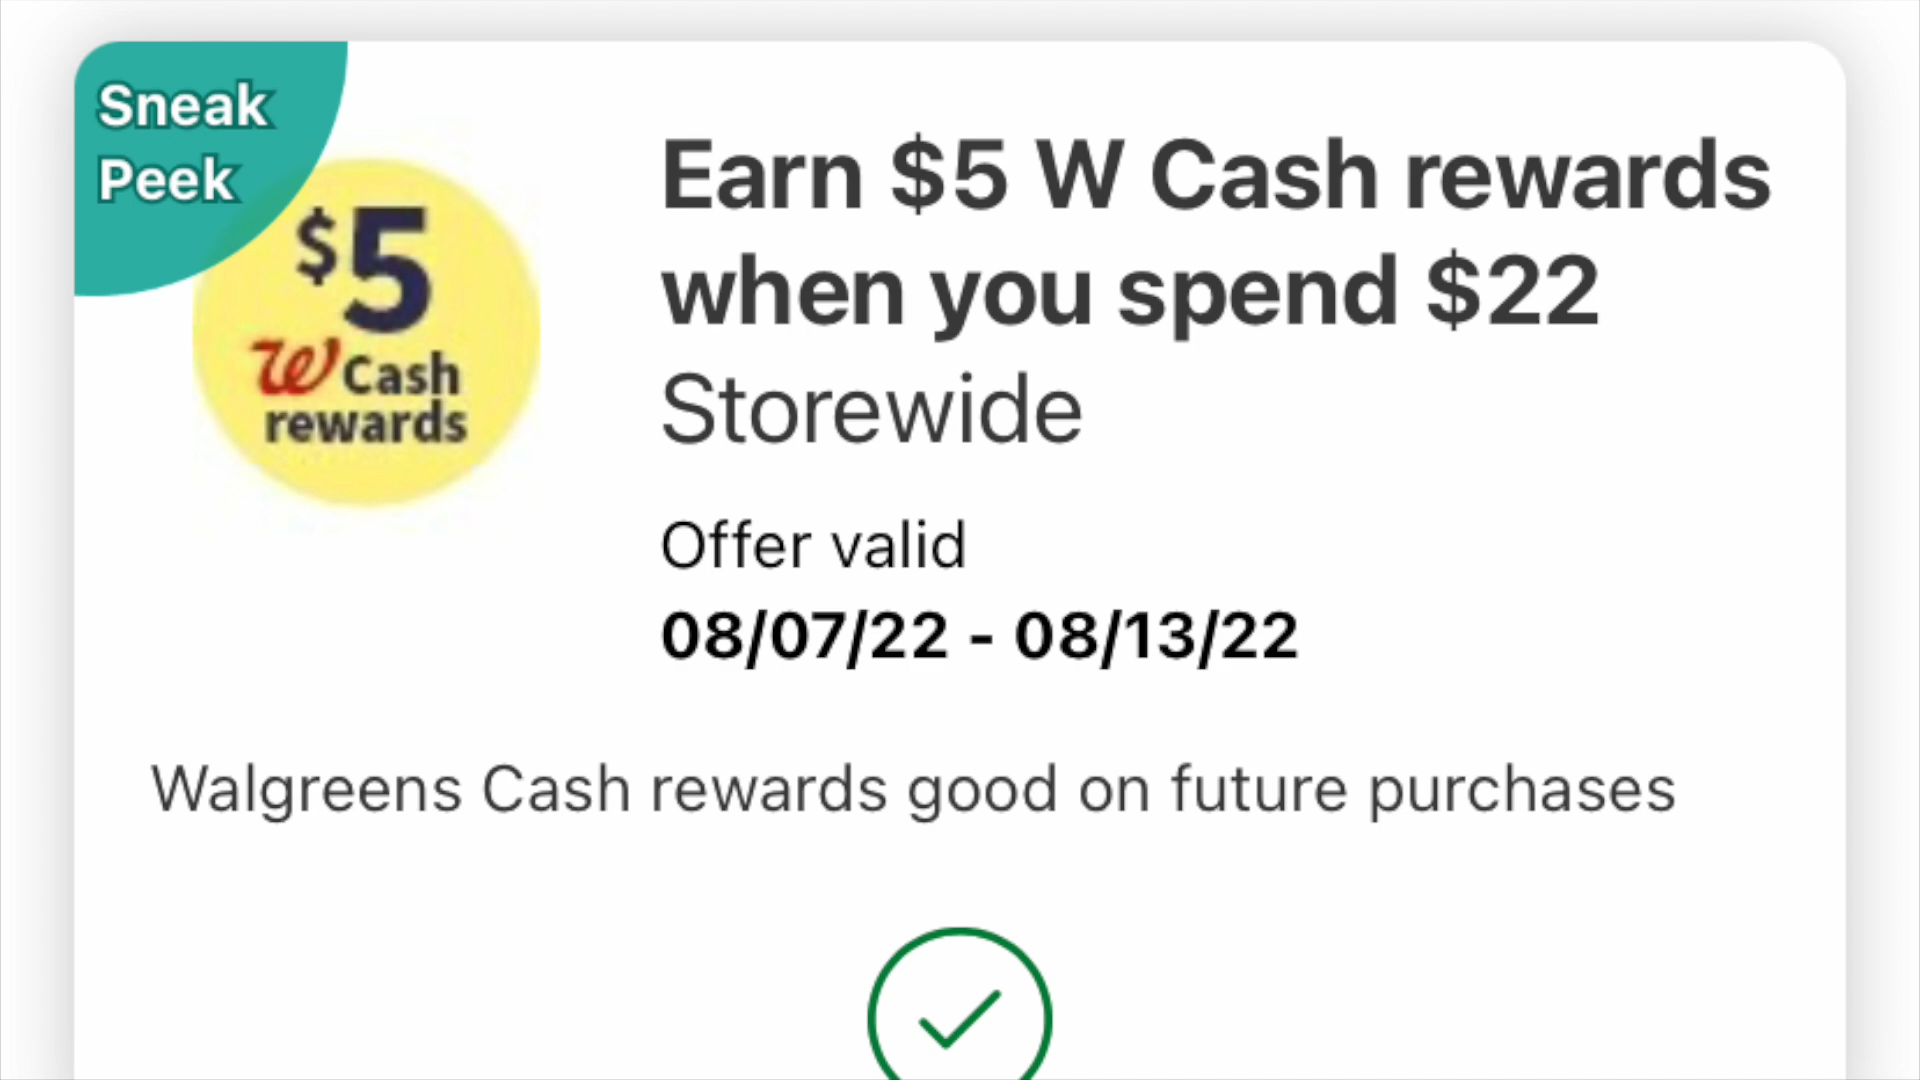 Sneak
Peek
$5
W Cash
rewards
Earn $5 W Cash rewards
when you spend $22
Storewide
Offer valid
08/07/22 - 08/13/22
Walgreens Cash rewards good on future purchases